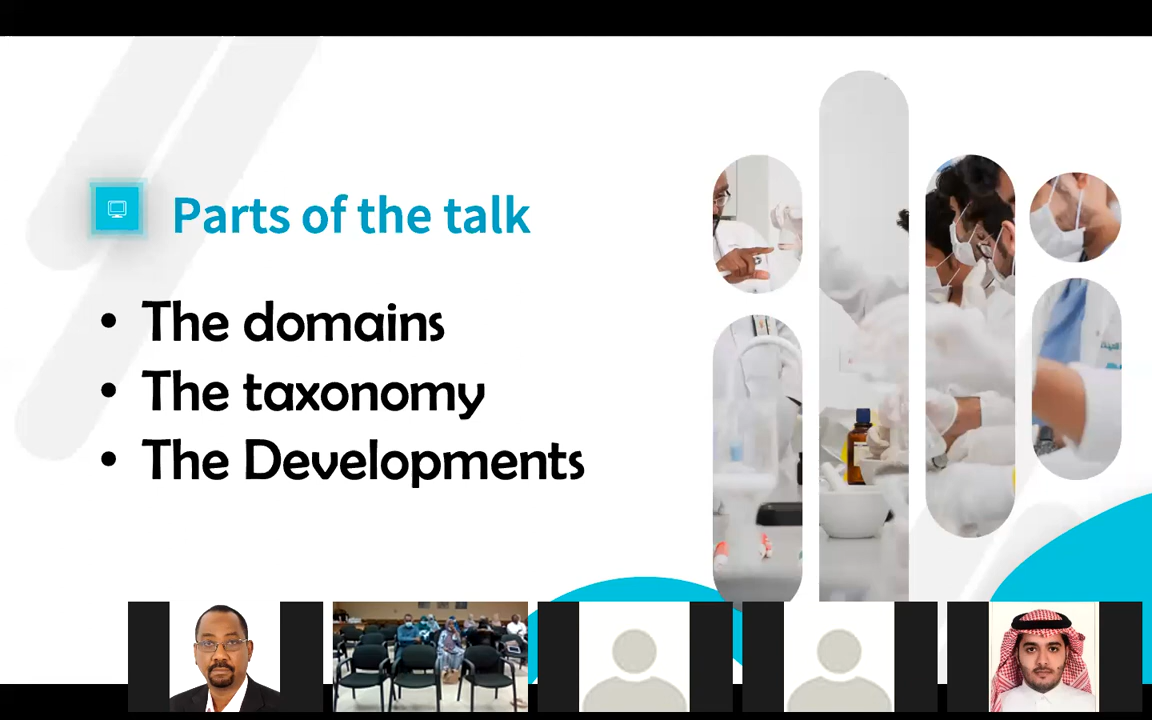 Parts of the talk
• The domains
• The taxonomy
• The Developments